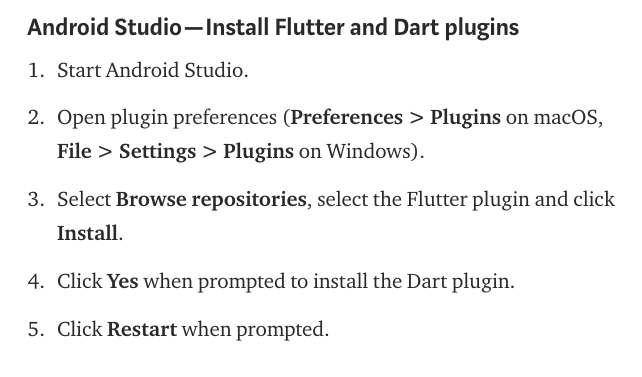 Android Studio—Install Flutter and Dart plugins
1. Start Android Studio.
2. Open plugin preferences (Preferences > Plugins on macOS,
File > Settings > Plugins on Windows).
3. Select Browse repositories, select the Flutter plugin and click
Install.
4. Click Yes when prompted to install the Dart plugin.
5. Click Restart when prompted.